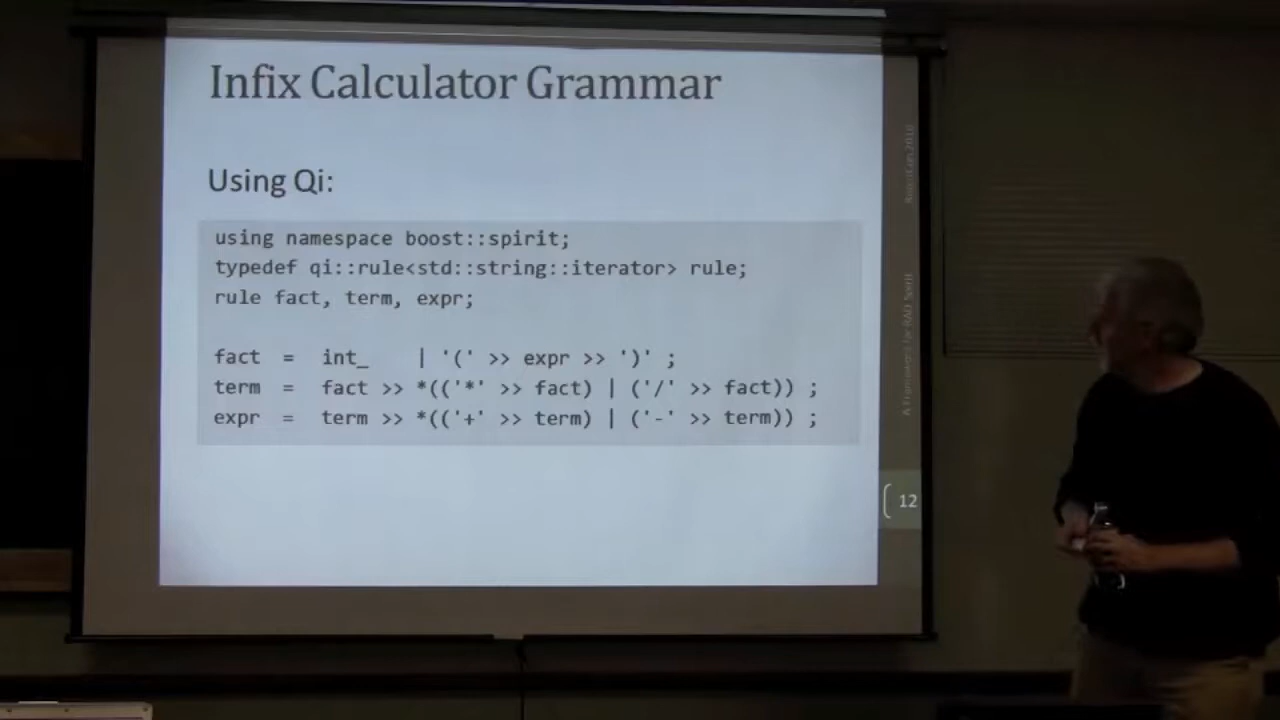 Infix Calculator Grammar
Using Qi:
using namespace boost::spirit;
typedef qi::rule<std::string::iterator> rule;
rule fact, term, expr;
fact = int_ | '(' >> expr >> ')' ;
term = fact >> *(('*' >> fact) | ('/' >> fact)) ;
expr = term >> *(('+' >> term) | ('-' >> term)) ;
12